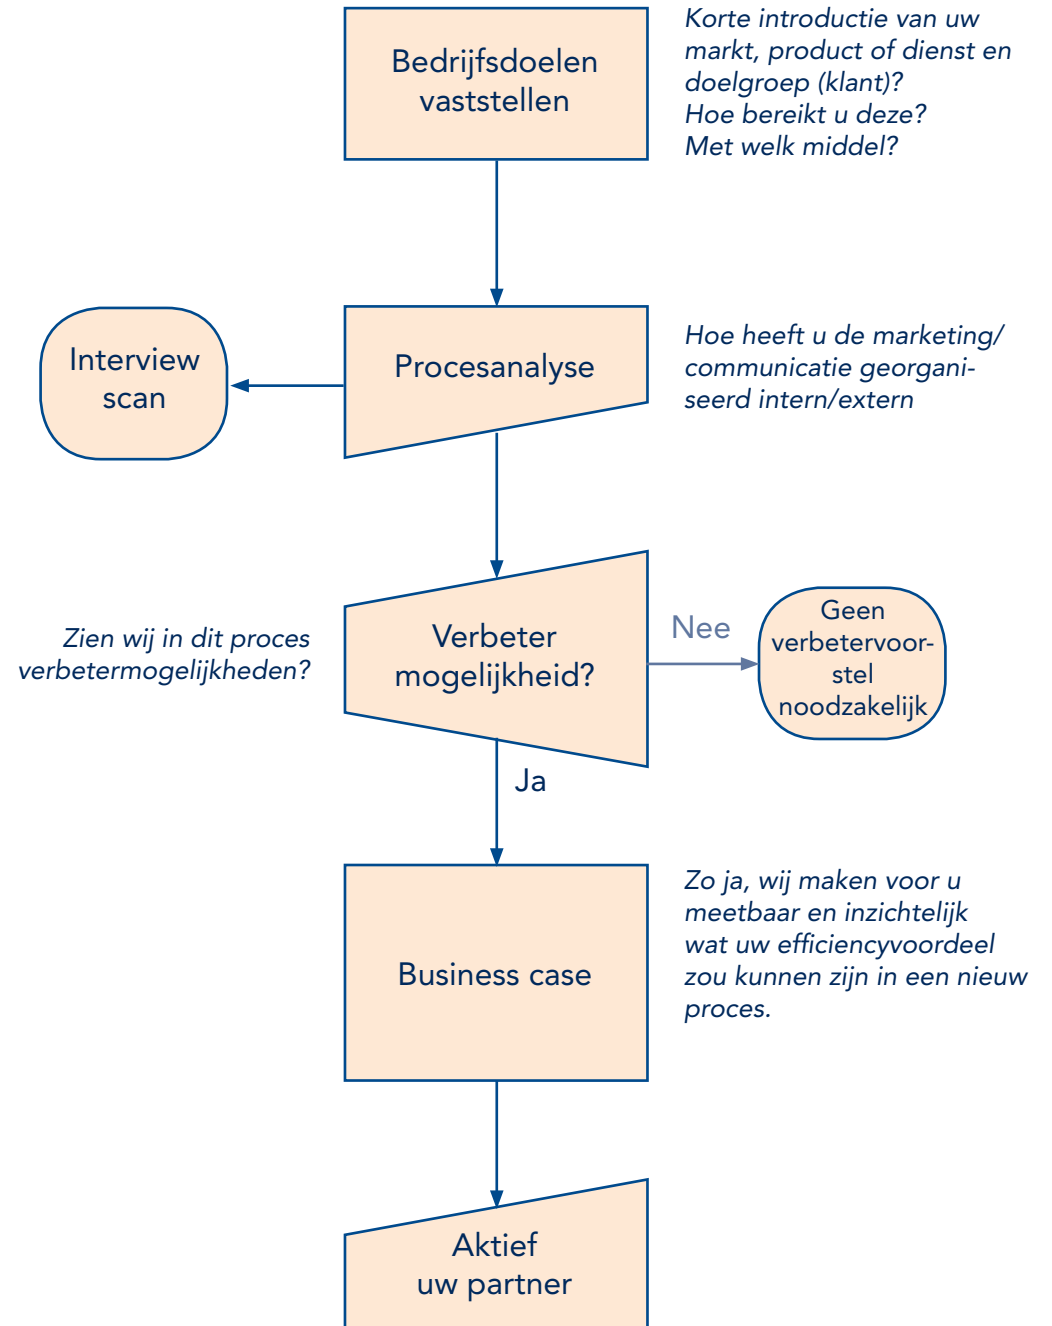 Bedrijfsdoelen
vaststellen
Korte introductie van uw
markt, product of dienst en
doelgroep (klant)?
Hoe bereikt u deze?
Met welk middel?
Interview
scan
Procesanalyse
Hoe heeft u de marketing/
communicatie georgani-
seerd intern/extern
Zien wij in dit proces
verbetermogelijkheden?
Verbeter
mogelijkheid?
Nee
Geen
verbetervoor-
stel
noodzakelijk
Ja
Business case
Zo ja, wij maken voor u
meetbaar en inzichtelijk
wat uw efficiencyvoordeel
zou kunnen zijn in een nieuw
proces.
Aktief
uw partner